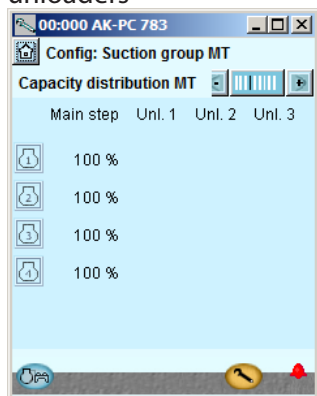 unloaders
00:000 AK-PC 783
Config: Suction group MT
Capacity distribution MT
Main step Unl. 1 Unl. 2 Unl. 3
1 100 %
2 100 %
3 100 %
4 100 %